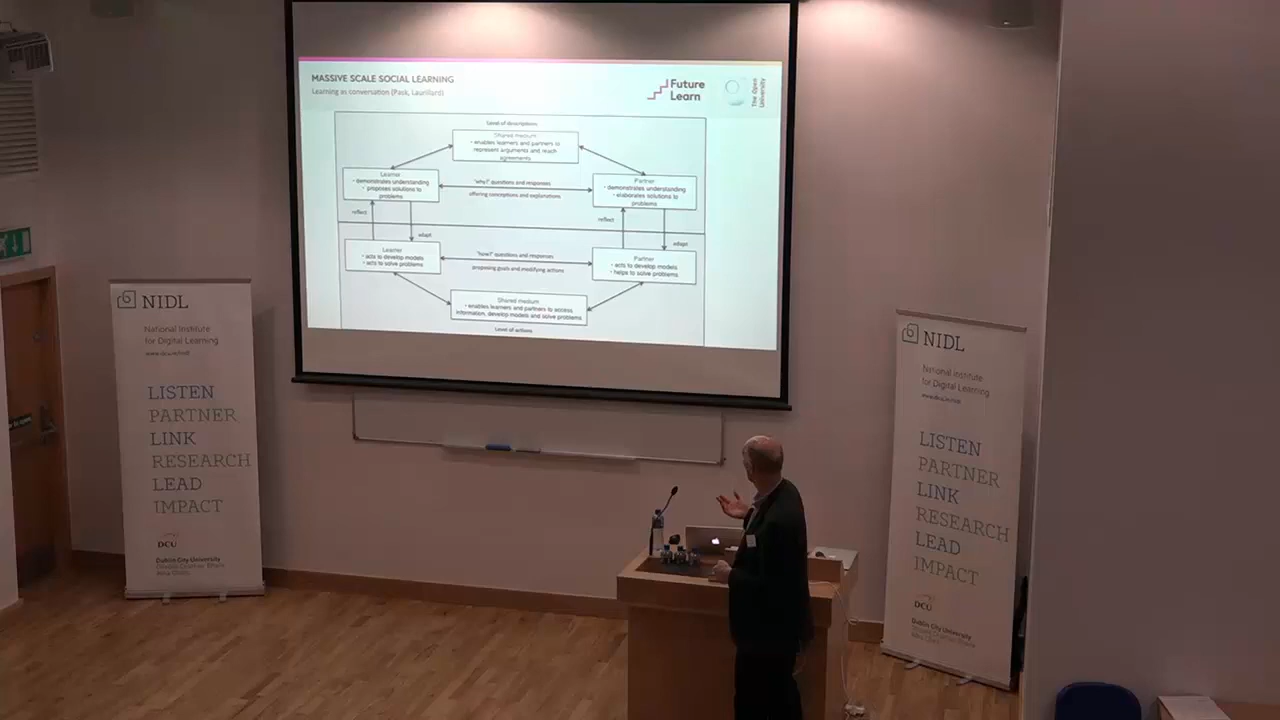 MASSIVE SCALE SOCIAL LEARNING
Learning as conversation (Pask, Laurillard)
Future
Learn
The Open
University
Level of descriptions
Shared medium
• enables learners and partners to
represent arguments and reach
agreements
Learner
• demonstrates understanding
• proposes solutions to
problems
"why?" questions and responses
offering conceptions and explanations
Partner
• demonstrates understanding
• elaborates solutions to
problems
reflect
adapt
reflect
adapt
Learner
• acts to develop models
• acts to solve problems
"how?" questions and responses
proposing goals and modifying actions
Partner
• acts to develop models
• helps to solve problems
Shared medium
• enables learners and partners to access
information, develop models and solve problems
Level of actions
NIDL
National Institute
for Digital Learning
LISTEN
PARTNER
LINK
RESEARCH
LEAD
IMPACT
DCU
Dublin City University
NIDL
National Institute
for Digital Learning
LISTEN
PARTNER
LINK
RESEARCH
LEAD
IMPACT
DCU
Dublin City University